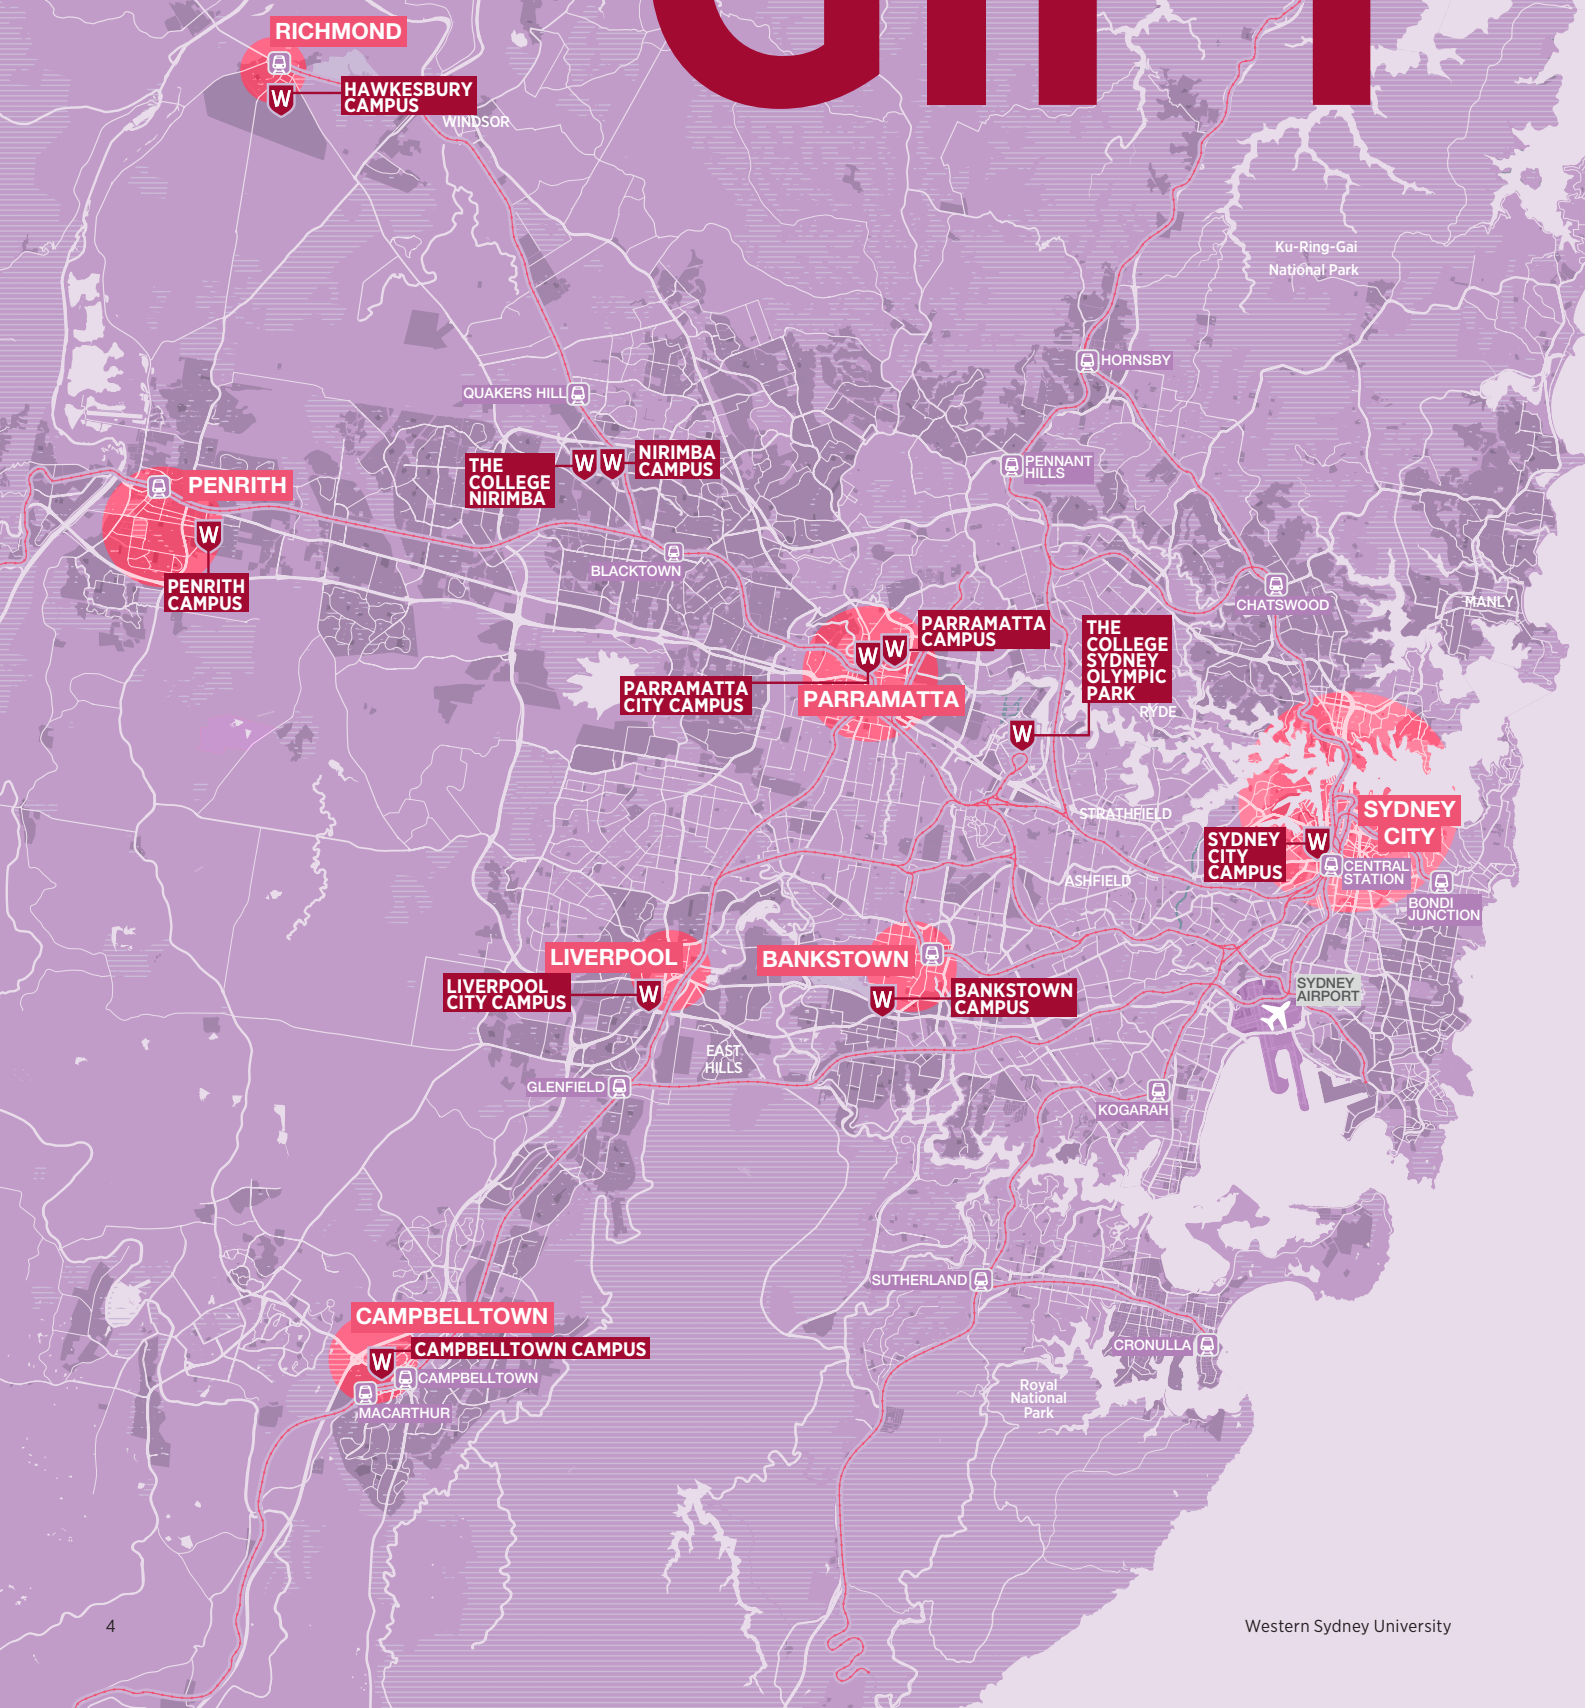 RICHMOND
HAWKESBURY
CAMPUS
WINDSOR
Ku-Ring-Gai
National Park
HORNSBY
QUAKERS HILL
THE
COLLEGE
NIRIMBA
W
W
NIRIMBA
CAMPUS
PENNANT
HILLS
PENRITH
W
PENRITH
CAMPUS
BLACKTOWN
CHATSWOOD
MANLY
PARRAMATTA
CAMPUS
W
W
PARRAMATTA
CITY CAMPUS
PARRAMATTA
THE
COLLEGE
SYDNEY
OLYMPIC
PARK
RYDE
W
STRATHFIELD
SYDNEY
CITY
SYDNEY
CITY
CAMPUS
W
CENTRAL
STATION
ASHFIELD
BONDI
JUNCTION
LIVERPOOL
LIVERPOOL
CITY CAMPUS
W
BANKSTOWN
W
BANKSTOWN
CAMPUS
SYDNEY
AIRPORT
EAST
HILLS
GLENFIELD
KOGARAH
SUTHERLAND
CRONULLA
CAMPBELLTOWN
CAMPBELLTOWN CAMPUS
W
CAMPBELLTOWN
MACARTHUR
Royal
National
Park
W
4
Western Sydney University